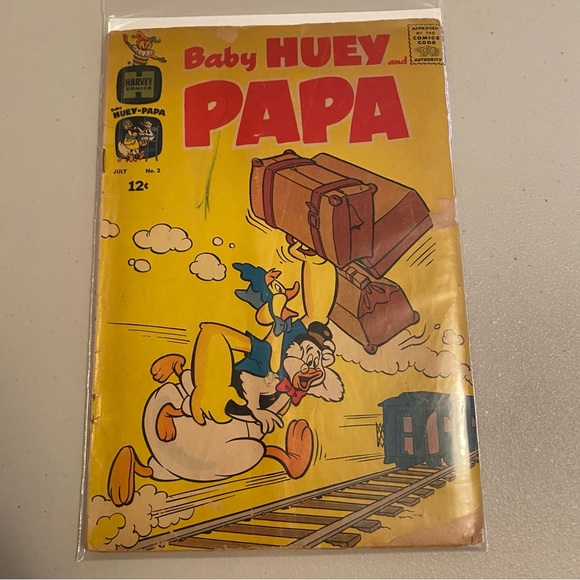 Baby HUEY and
PAPA
HARVEY
COMICS
Baby
HUEY and PAPA
JULY No. 2
12¢
APPROVED
BY THE
COMICS
CODE
AUTHORITY